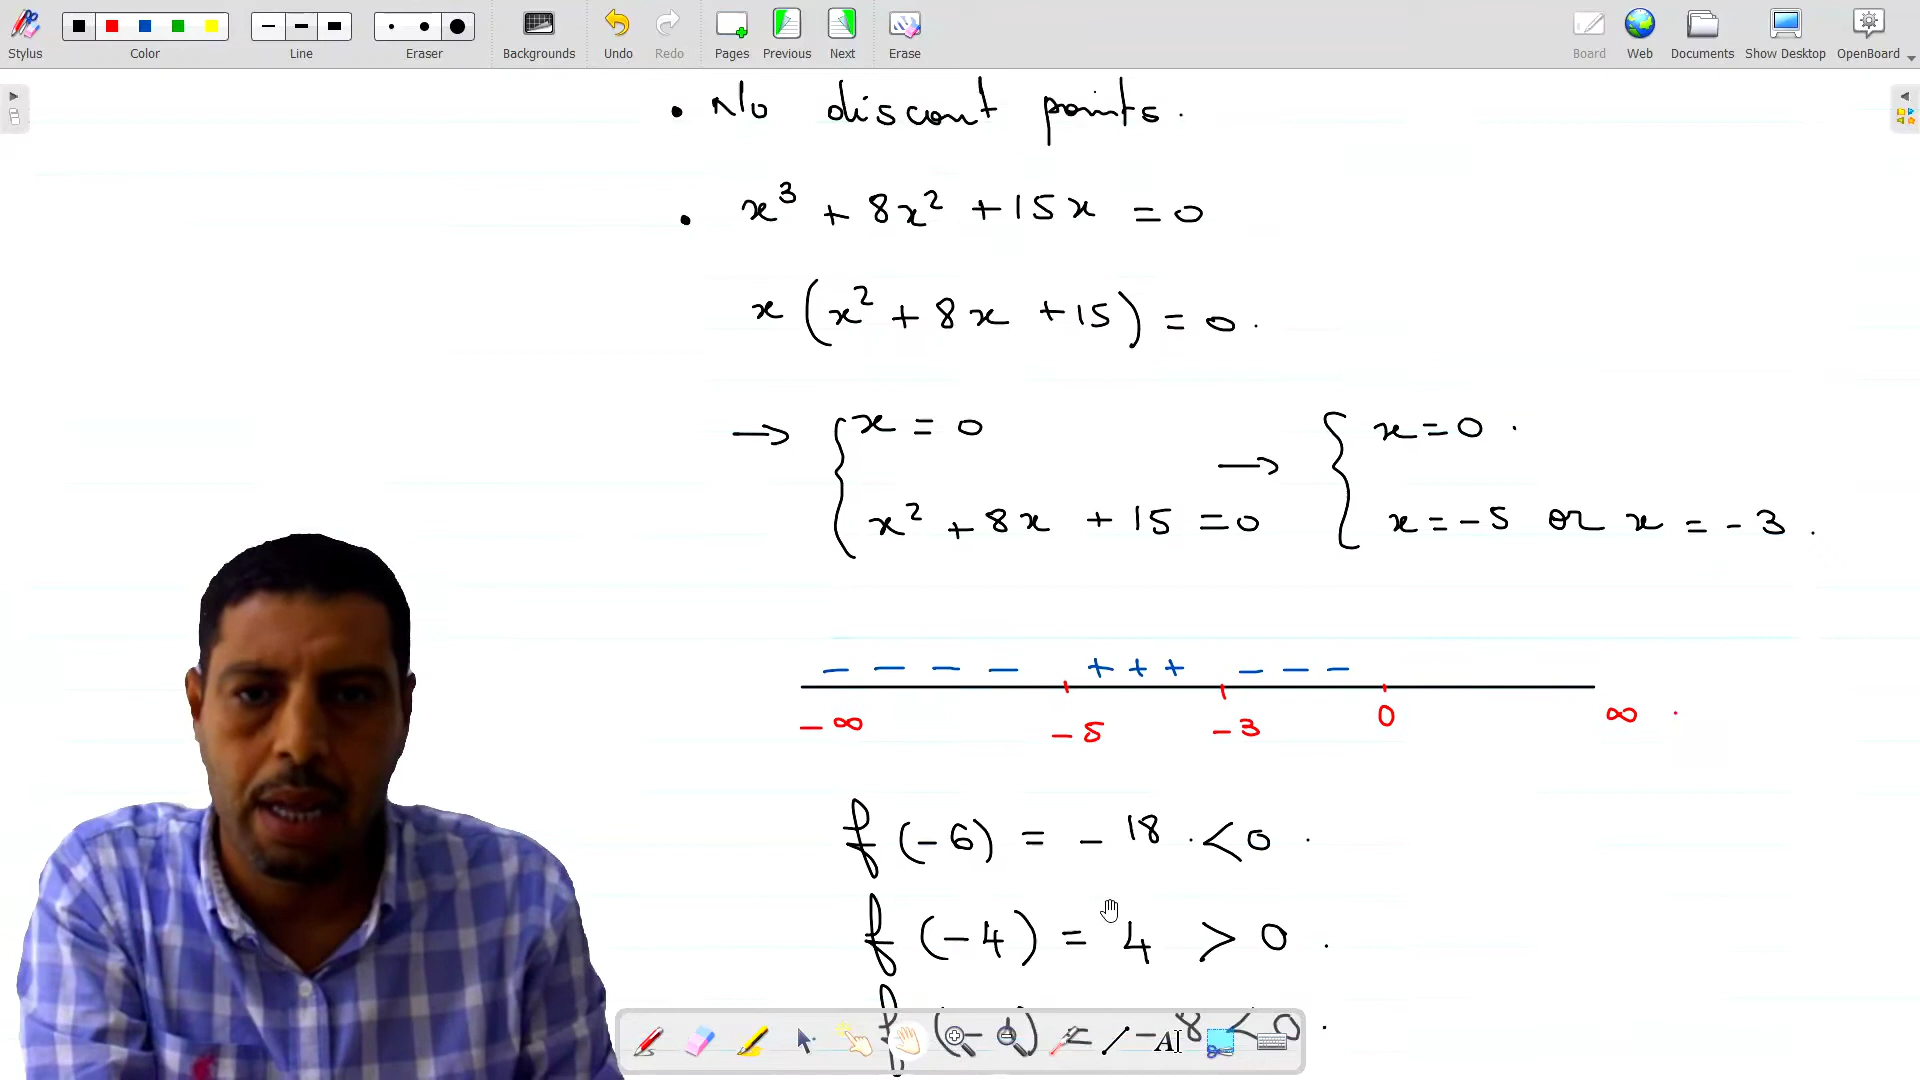 Stylus Color Line Eraser Backgrounds Undo Redo Pages Previous Next Erase Board Web Documents Show Desktop OpenBoard
• No discont points.
• x³ + 8x² + 15x = 0
x (x² + 8x + 15) = 0.
→ { x = 0 → { x = 0.
x² + 8x + 15 = 0 x = -5 or x = -3.
− − − − + + + − − −
-∞ -5 -3 0 ∞.
f (-6) = -18 . < 0.
f (-4) = 4 > 0.
8 < 0.